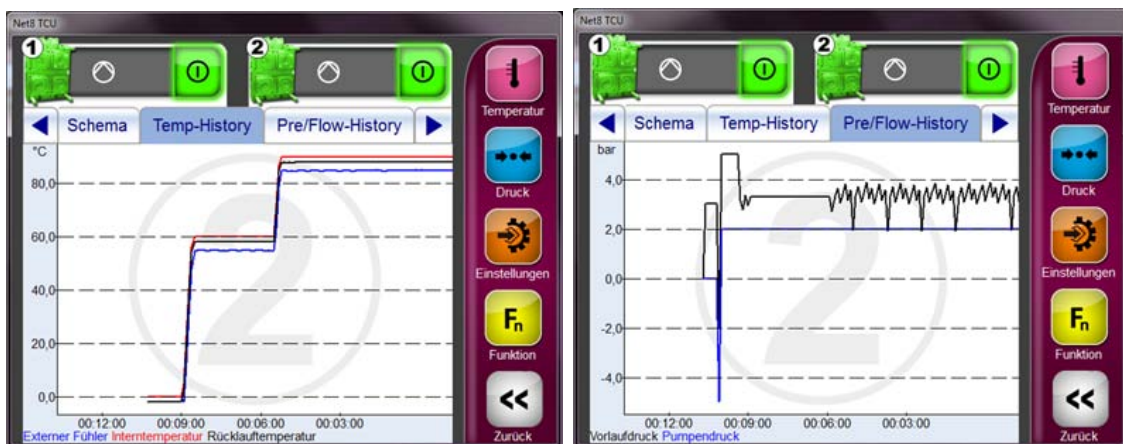 Net8 TCU
1
2
Schema Temp-History Pre/Flow-History
°C
80,0
60,0
40,0
20,0
0,0
2
00:12:00 00:09:00 00:06:00 00:03:00
Externer Fühler Interntemperatur Rücklauftemperatur
Temperatur
Druck
Einstellungen
Fn
Funktion
<<
Zurück
Net8 TCU
1
2
Schema Temp-History Pre/Flow-History
bar
4,0
2,0
0,0
-2,0
-4,0
2
00:12:00 00:09:00 00:06:00 00:03:00
Vorlaufdruck Pumpendruck
Temperatur
Druck
Einstellungen
Fn
Funktion
<<
Zurück